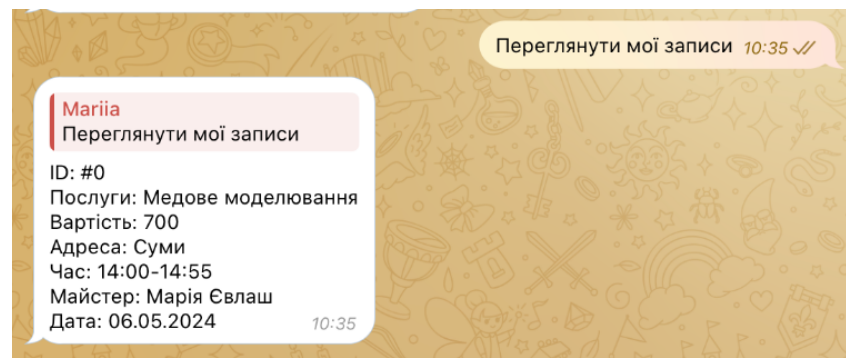 Переглянути мої записи 10:35
Mariia
Переглянути мої записи
ID: #0
Послуги: Медове моделювання
Вартість: 700
Адреса: Суми
Час: 14:00-14:55
Майстер: Марія Євлаш
Дата: 06.05.2024 10:35